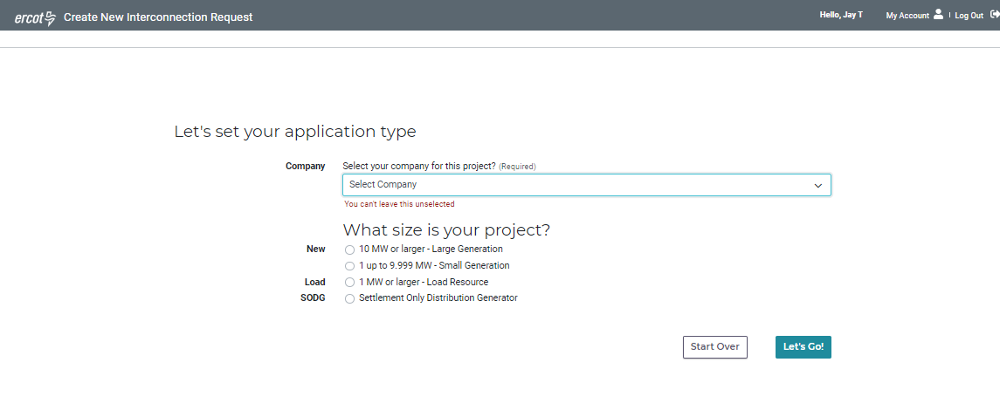 ercot Create New Interconnection Request Hello, Jay T My Account | Log Out
Let's set your application type
Company Select your company for this project? (Required)
Select Company
You can't leave this unselected
What size is your project?
New 10 MW or larger - Large Generation
1 up to 9.999 MW - Small Generation
Load 1 MW or larger - Load Resource
SODG Settlement Only Distribution Generator
Start Over Let's Go!